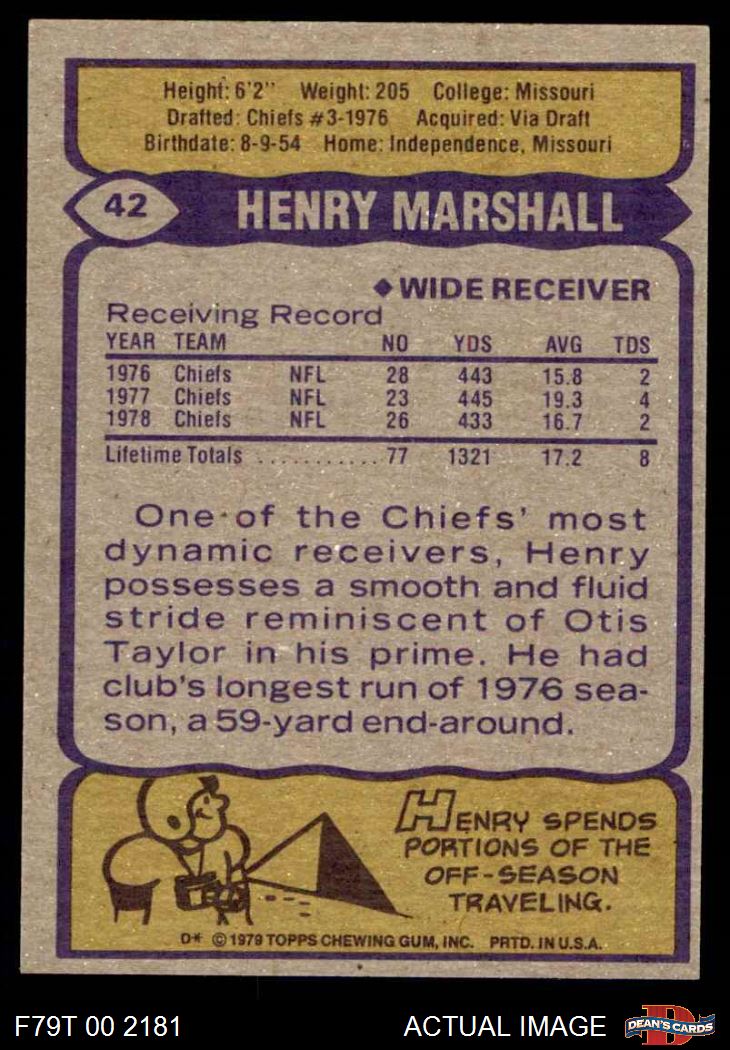 Height: 6'2" Weight: 205 College: Missouri
Drafted: Chiefs #3-1976 Acquired: Via Draft
Birthdate: 8-9-54 Home: Independence, Missouri
42 HENRY MARSHALL
◆WIDE RECEIVER
Receiving Record
YEAR TEAM NO YDS AVG TDS
1976 Chiefs NFL 28 443 15.8 2
1977 Chiefs NFL 23 445 19.3 4
1978 Chiefs NFL 26 433 16.7 2
Lifetime Totals ........... 77 1321 17.2 8
One of the Chiefs' most
dynamic receivers, Henry
possesses a smooth and fluid
stride reminiscent of Otis
Taylor in his prime. He had
club's longest run of 1976 sea-
son, a 59-yard end-around.
HENRY SPENDS
PORTIONS OF THE
OFF-SEASON
TRAVELING.
D* © 1979 TOPPS CHEWING GUM, INC. PRTD. IN U.S.A.
F79T 00 2181 ACTUAL IMAGE D DEAN'S CARDS